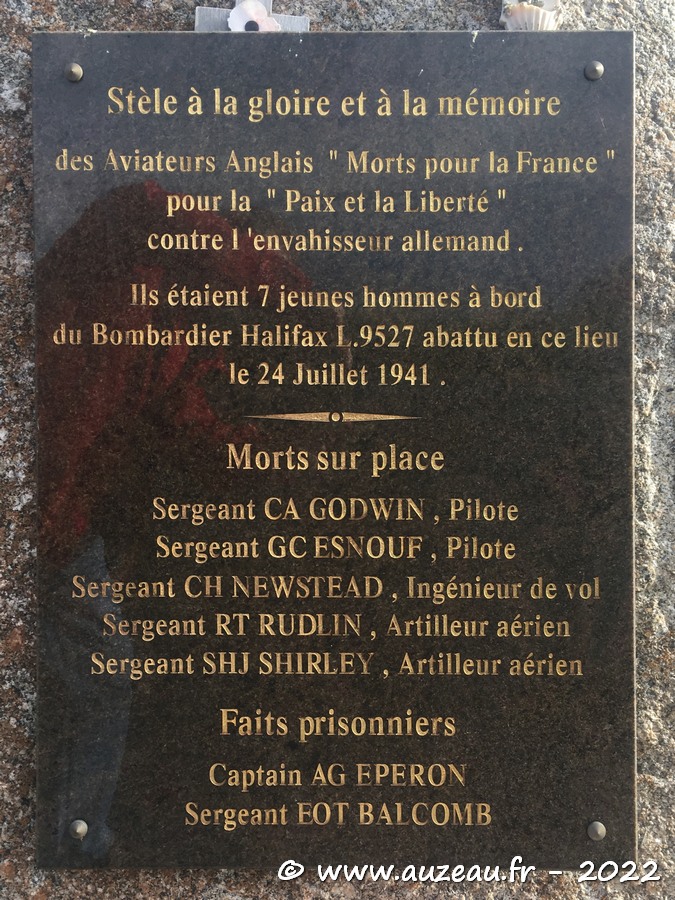 Stèle à la gloire et à la mémoire
des Aviateurs Anglais " Morts pour la France "
pour la " Paix et la Liberté "
contre l 'envahisseur allemand .
Ils étaient 7 jeunes hommes à bord
du Bombardier Halifax L.9527 abattu en ce lieu
le 24 Juillet 1941 .
Morts sur place
Sergeant CA GODWIN , Pilote
Sergeant GC ESNOUF , Pilote
Sergeant CH NEWSTEAD , Ingénieur de vol
Sergeant RT RUDLIN , Artilleur aérien
Sergeant SHJ SHIRLEY , Artilleur aérien
Faits prisonniers
Captain AG EPERON
Sergeant EOT BALCOMB
© www.auzeau.fr - 2022